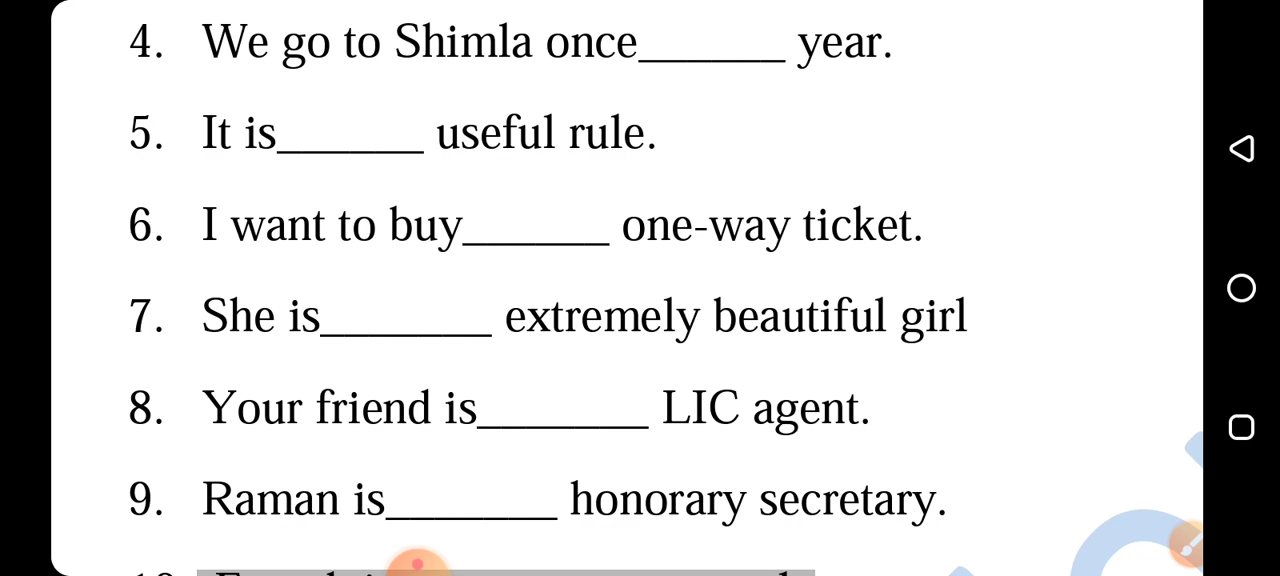 4. We go to Shimla once______ year.
5. It is______ useful rule.
6. I want to buy______ one-way ticket.
7. She is_______ extremely beautiful girl
8. Your friend is_______ LIC agent.
9. Raman is_______ honorary secretary.